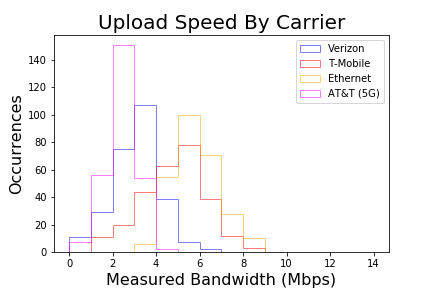 Upload Speed By Carrier
Verizon
T-Mobile
Ethernet
AT&T (5G)
Occurrences
140
120
100
80
60
40
20
0
0 2 4 6 8 10 12 14
Measured Bandwidth (Mbps)